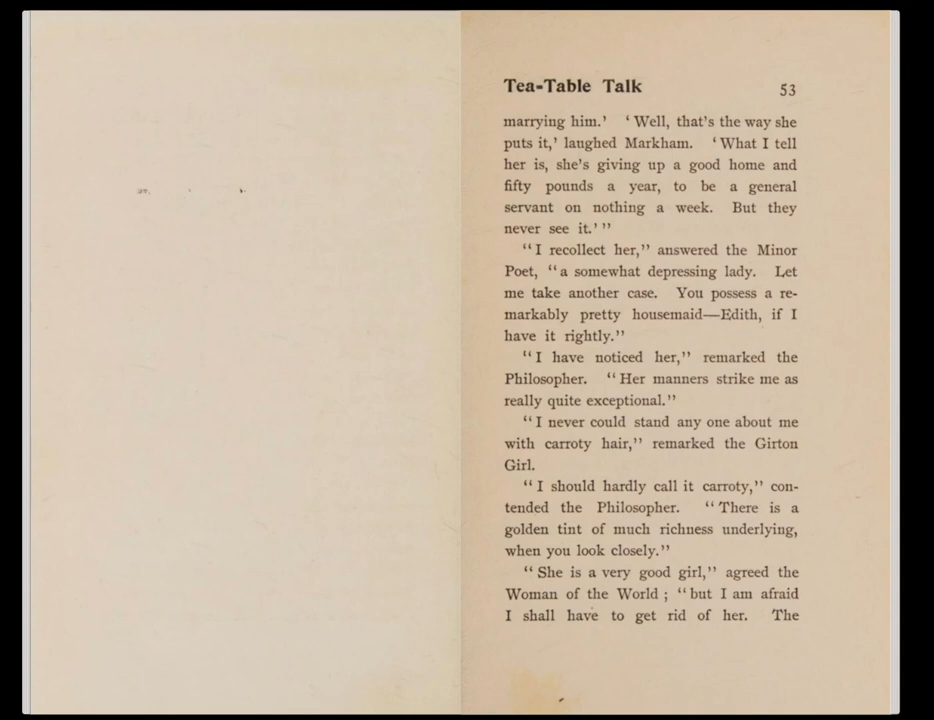 Tea-Table Talk 53
marrying him.' 'Well, that's the way she
puts it,' laughed Markham. 'What I tell
her is, she's giving up a good home and
fifty pounds a year, to be a general
servant on nothing a week. But they
never see it.'"
"I recollect her," answered the Minor
Poet, "a somewhat depressing lady. Let
me take another case. You possess a re-
markably pretty housemaid—Edith, if I
have it rightly."
"I have noticed her," remarked the
Philosopher. "Her manners strike me as
really quite exceptional."
"I never could stand any one about me
with carroty hair," remarked the Girton
Girl.
"I should hardly call it carroty," con-
tended the Philosopher. "There is a
golden tint of much richness underlying,
when you look closely."
"She is a very good girl," agreed the
Woman of the World; "but I am afraid
I shall have to get rid of her. The